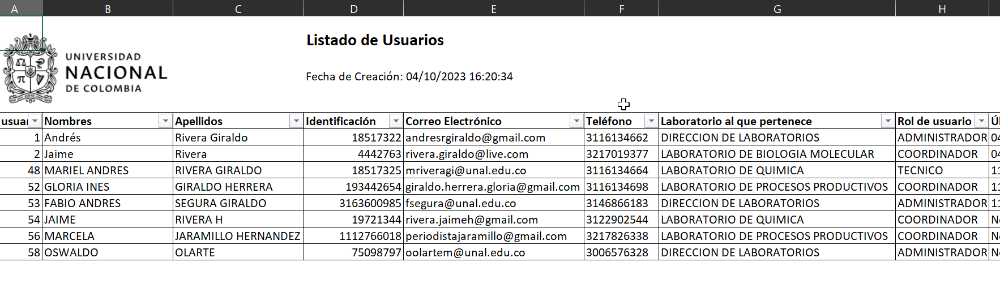 A B C D E F G H
Listado de Usuarios
UNIVERSIDAD
NACIONAL
DE COLOMBIA
Fecha de Creación: 04/10/2023 16:20:34
Nombres Apellidos Identificación Correo Electrónico Teléfono Laboratorio al que pertenece Rol de usuario
1 Andrés Rivera Giraldo 18517322 andresrgiraldo@gmail.com 3116134662 DIRECCION DE LABORATORIOS ADMINISTRADOR 04
2 Jaime Rivera 4442763 rivera.giraldo@live.com 3217019377 LABORATORIO DE BIOLOGIA MOLECULAR COORDINADOR 04
48 MARIEL ANDRES RIVERA GIRALDO 18517325 mriveragi@unal.edu.co 3116134664 LABORATORIO DE QUIMICA TECNICO 11
52 GLORIA INES GIRALDO HERRERA 193442654 giraldo.herrera.gloria@gmail.com 3116134698 LABORATORIO DE PROCESOS PRODUCTIVOS COORDINADOR 11
53 FABIO ANDRES SEGURA GIRALDO 3163600985 fsegura@unal.edu.co 3146866183 DIRECCION DE LABORATORIOS ADMINISTRADOR 11
54 JAIME RIVERA H 19721344 rivera.jaimeh@gmail.com 3122902544 LABORATORIO DE QUIMICA COORDINADOR
56 MARCELA JARAMILLO HERNANDEZ 1112766018 periodistajaramillo@gmail.com 3217826338 LABORATORIO DE PROCESOS PRODUCTIVOS COORDINADOR
58 OSWALDO OLARTE 75098797 oolartem@unal.edu.co 3006576328 DIRECCION DE LABORATORIOS ADMINISTRADOR